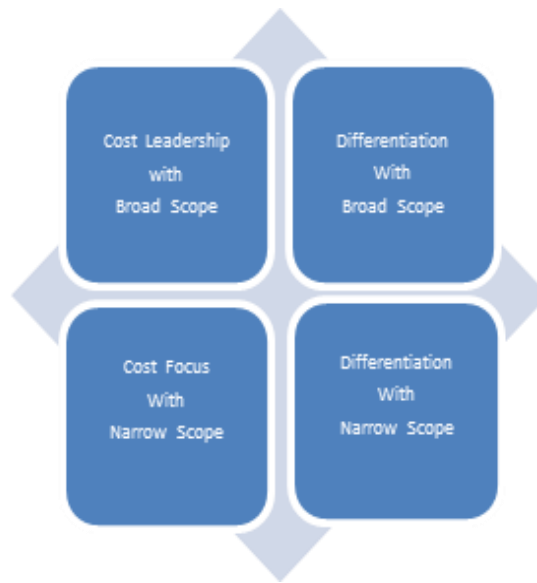 Cost Leadership
with
Broad Scope
Differentiation
With
Broad Scope
Cost Focus
With
Narrow Scope
Differentiation
With
Narrow Scope